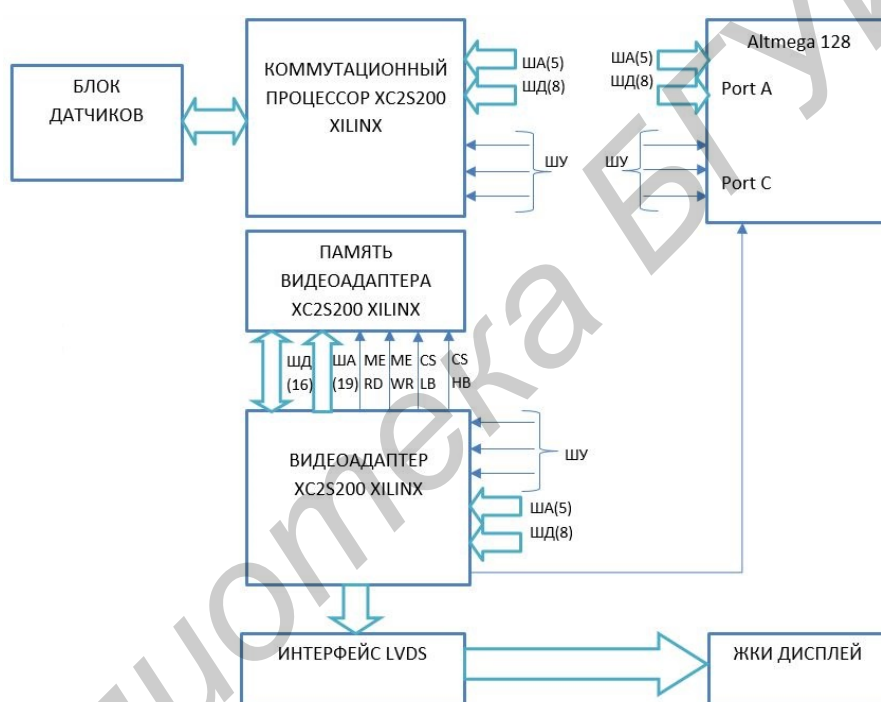 БЛОК
ДАТЧИКОВ
КОММУТАЦИОННЫЙ
ПРОЦЕССОР XC2S200
XILINX
ША(5)
ШД(8)
ШУ
ША(5)
ШД(8)
ШУ
Altmega 128
Port A
Port C
ПАМЯТЬ
ВИДЕОАДАПТЕРА
XC2S200 XILINX
ШД
(16)
ША
(19)
ME
RD
ME
WR
CS
LB
CS
HB
ВИДЕОАДАПТЕР
XC2S200 XILINX
ШУ
ША(5)
ШД(8)
ИНТЕРФЕЙС LVDS
ЖКИ ДИСПЛЕЙ